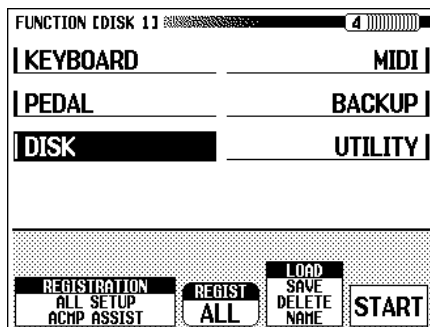 FUNCTION [DISK 1] 4
KEYBOARD MIDI
PEDAL BACKUP
DISK UTILITY
REGISTRATION
ALL SETUP
ACMP ASSIST
REGIST
ALL
LOAD
SAVE
DELETE
NAME
START